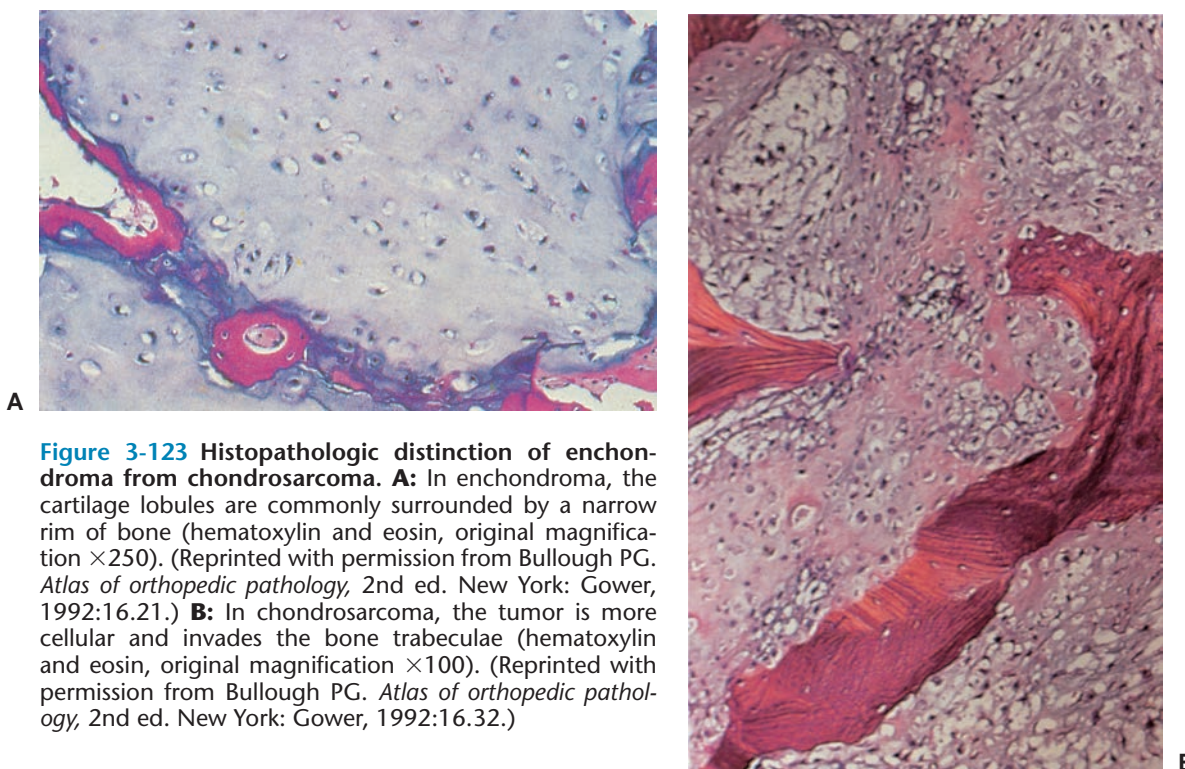 A
Figure 3-123 Histopathologic distinction of enchon-
droma from chondrosarcoma. A: In enchondroma, the
cartilage lobules are commonly surrounded by a narrow
rim of bone (hematoxylin and eosin, original magnifica-
tion ×250). (Reprinted with permission from Bullough PG.
Atlas of orthopedic pathology, 2nd ed. New York: Gower,
1992:16.21.) B: In chondrosarcoma, the tumor is more
cellular and invades the bone trabeculae (hematoxylin
and eosin, original magnification ×100). (Reprinted with
permission from Bullough PG. Atlas of orthopedic pathol-
ogy, 2nd ed. New York: Gower, 1992:16.32.)